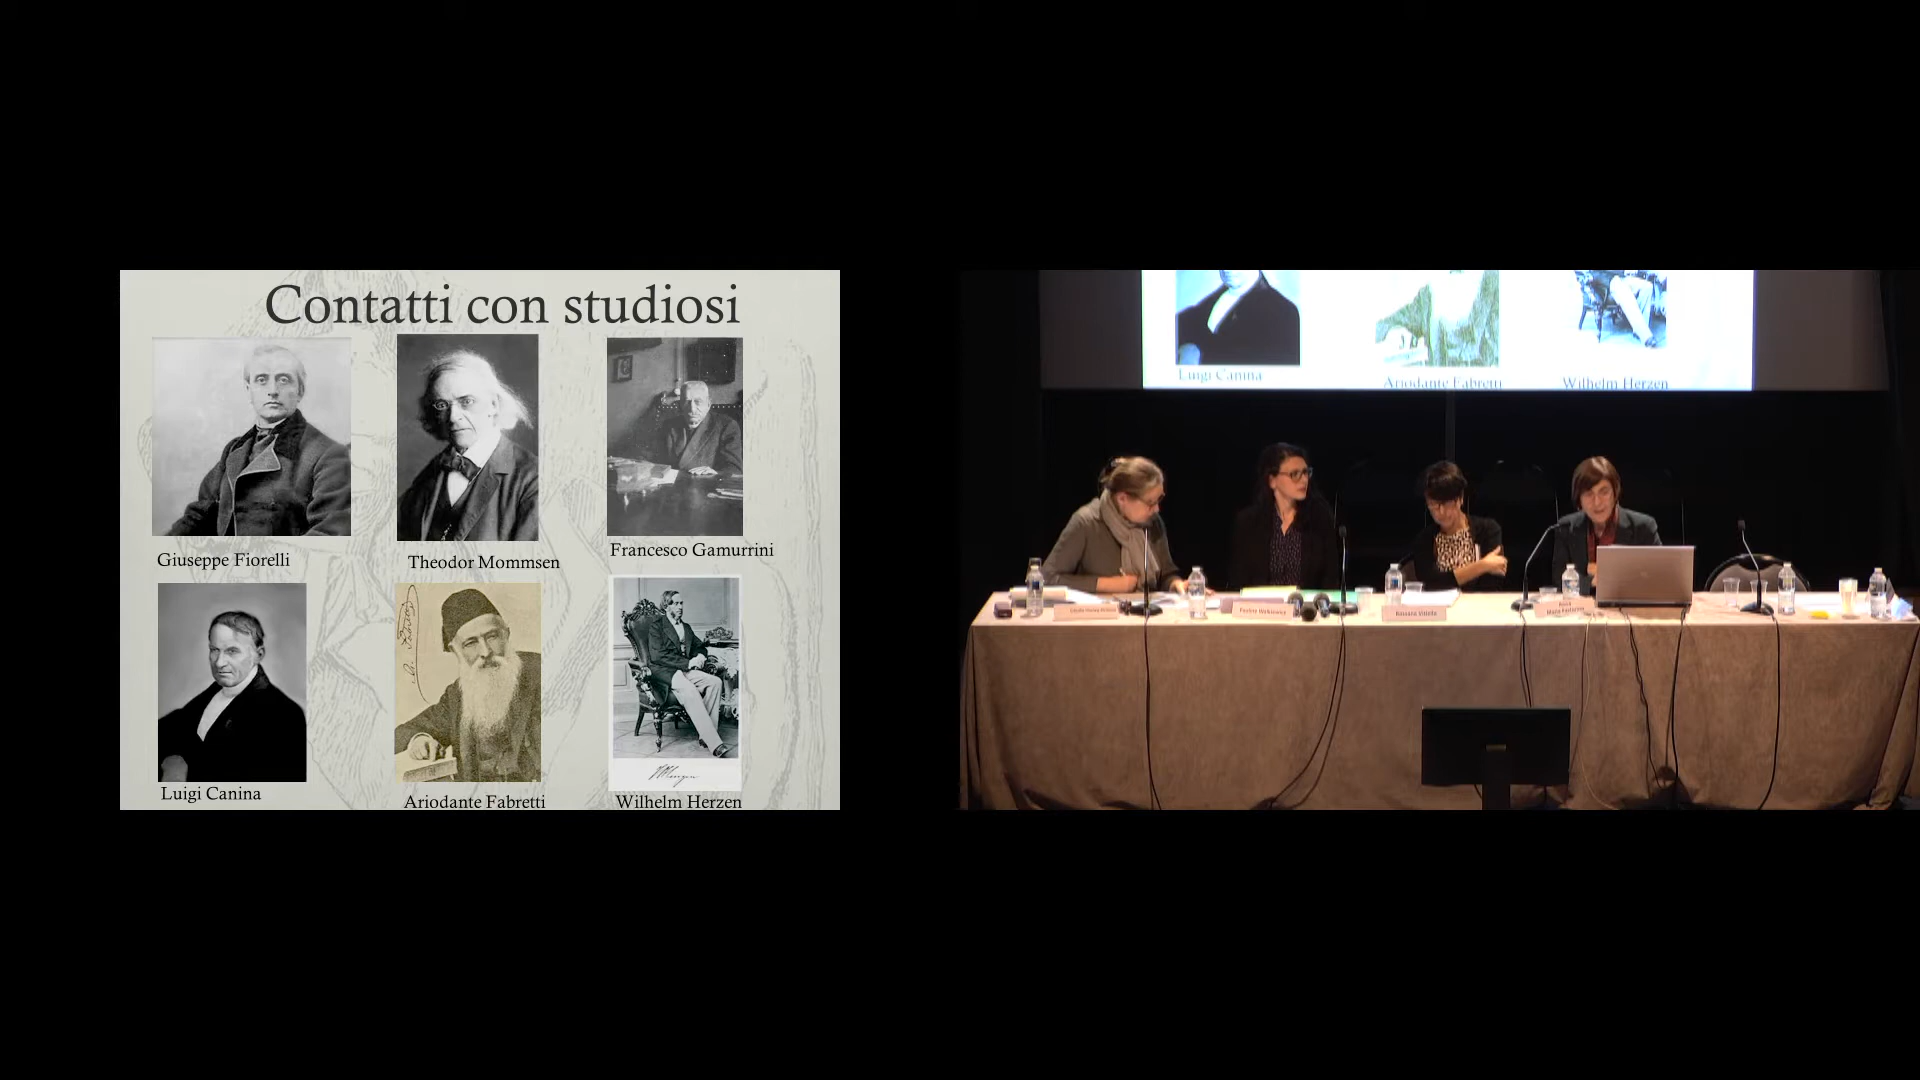 Contatti con studiosi
Giuseppe Fiorelli
Theodor Mommsen
Francesco Gamurrini
Luigi Canina
Ariodante Fabretti
Wilhelm Herzen
Luigi Canina
Ariodante Fabretti
Wilhelm Herzen